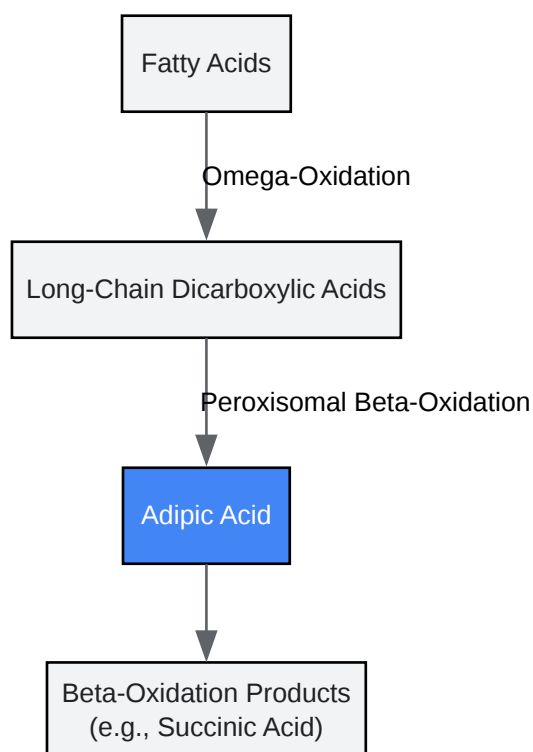 Fatty Acids
Omega-Oxidation
Long-Chain Dicarboxylic Acids
Peroxisomal Beta-Oxidation
Adipic Acid
Beta-Oxidation Products
(e.g., Succinic Acid)